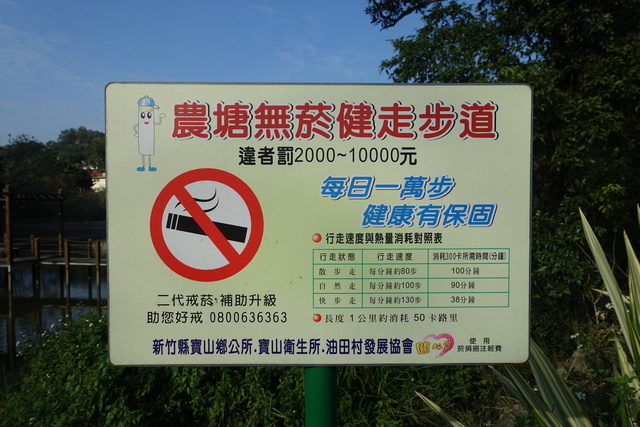 農塘無菸健走步道
違者罰2000~10000元
每日一萬步
健康有保固
行走速度與熱量消耗對照表
行走狀態 行走速度 消耗300卡所需時間(分鐘)
散步走 每分鐘約80步 100分鐘
自然走 每分鐘約100步 90分鐘
快步走 每分鐘約130步 38分鐘
長度1公里約消耗50卡路里
二代戒菸‧補助升級
助您好戒 0800636363
新竹縣寶山鄉公所.寶山衛生所.油田村發展協會
使用
菸捐挹注經費